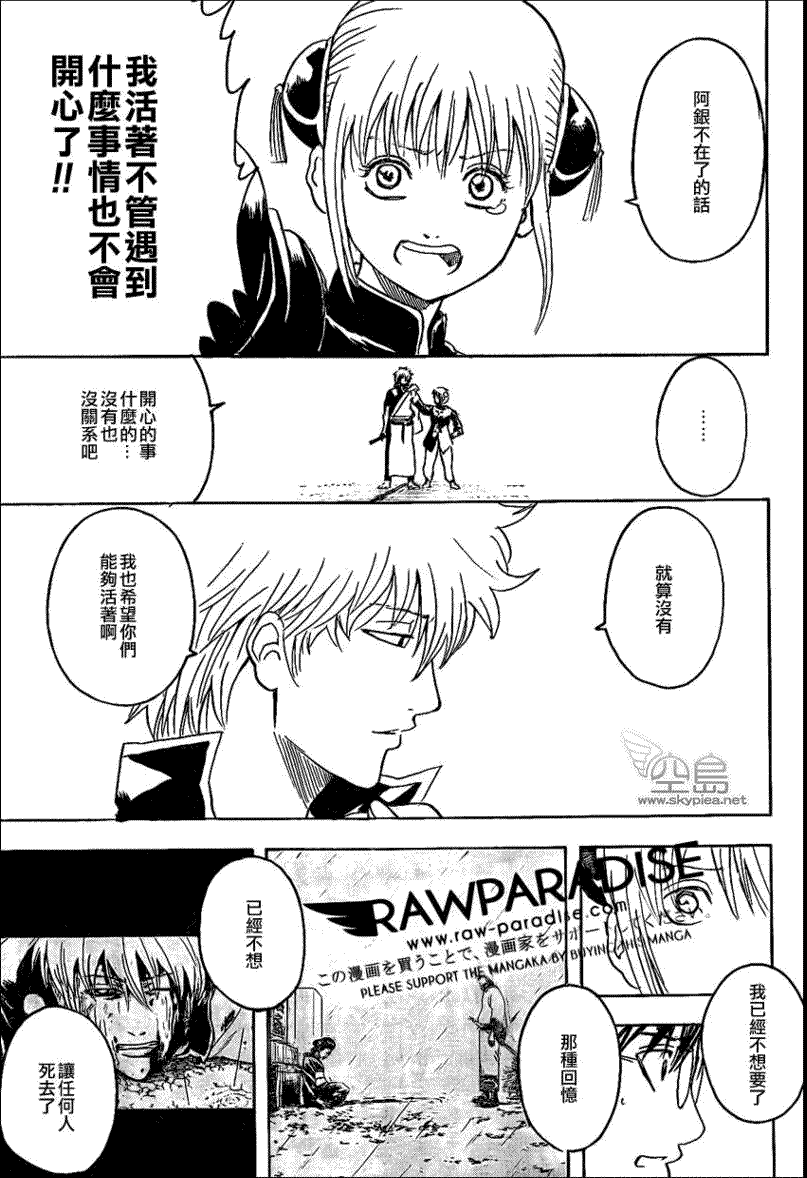 阿銀不在了的話
我活著不管遇到
什麼事情也不會
開心了!!
……
開心的事
什麼的…
沒有也
沒關系吧
就算沒有
我也希望你們
能夠活著啊
空島
www.skypiea.net
RAWPARADISE
www.raw-paradise.com
この漫画を買うことで、漫画家をサポートしてください
PLEASE SUPPORT THE MANGAKA BY BUYING THIS MANGA
我已經不想要了
那種回憶
已經不想
讓任何人
死去了